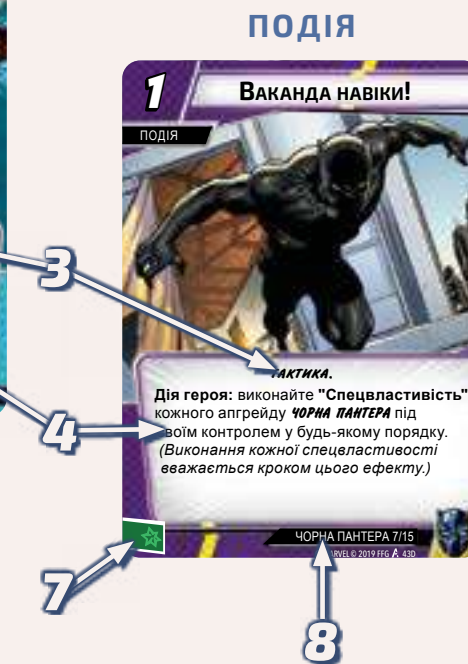 ПОДІЯ
1
Ваканда навіки!
ПОДІЯ
3
ТАКТИКА.
Дія героя: виконайте "Спецвластивість"
кожного апгрейду ЧОРНА ПАНТЕРА під
4
своїм контролем у будь-якому порядку.
(Виконання кожної спецвластивості
вважається кроком цього ефекту.)
ЧОРНА ПАНТЕРА 7/15
MARVEL © 2019 FFG 43D
7
8